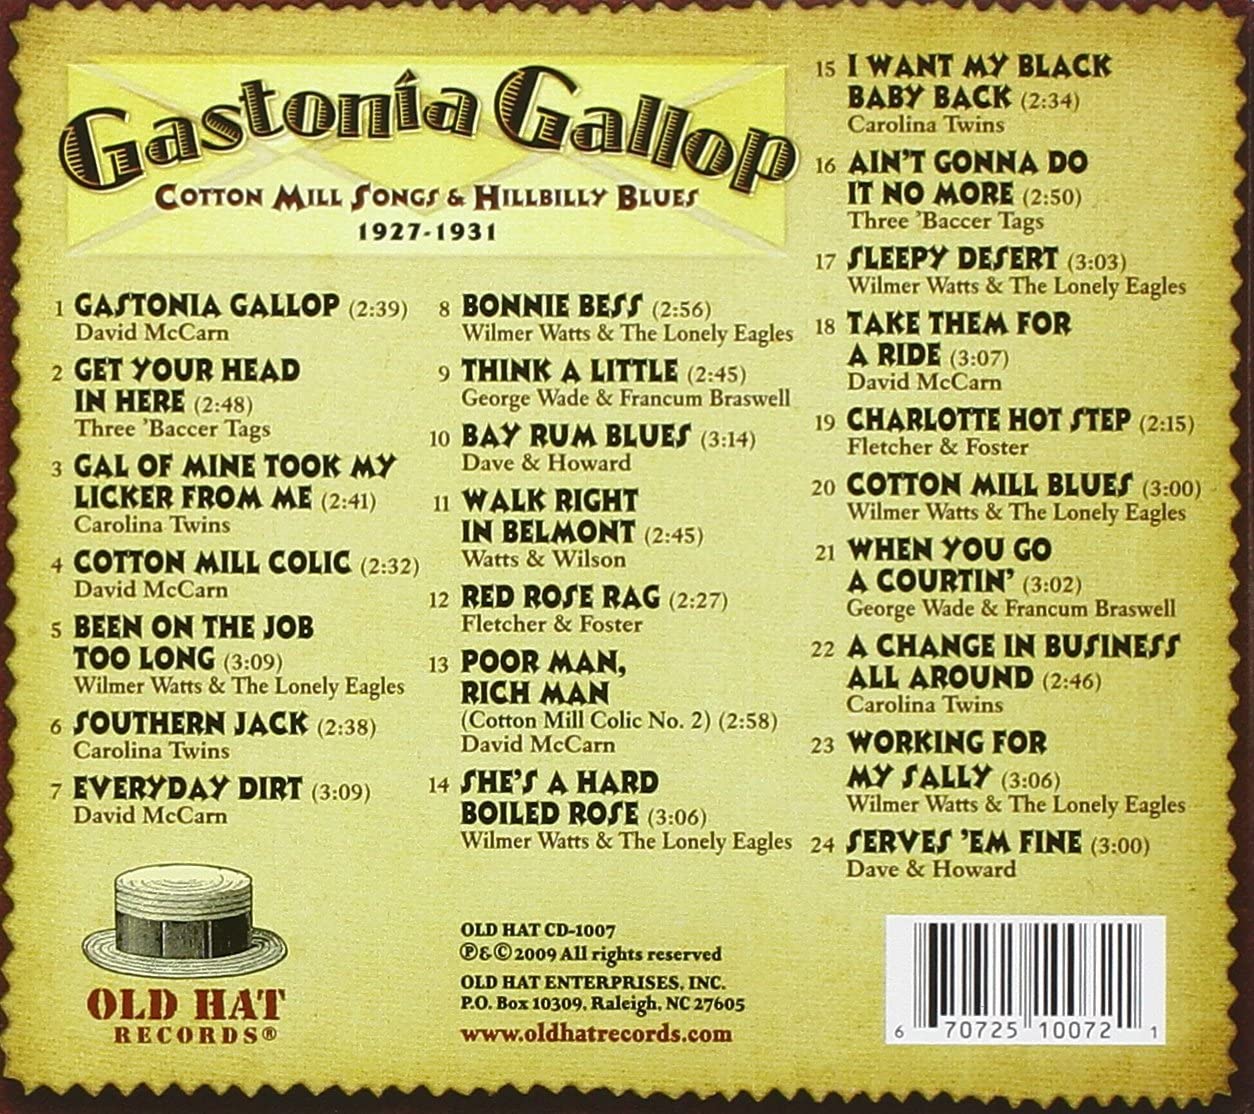 Gastonia Gallop
COTTON MILL SONGS & HILLBILLY BLUES
1927-1931
1 GASTONIA GALLOP (2:39)
David McCarn
2 GET YOUR HEAD
IN HERE (2:48)
Three ’Baccer Tags
3 GAL OF MINE TOOK MY
LICKER FROM ME (2:41)
Carolina Twins
4 COTTON MILL COLIC (2:32)
David McCarn
5 BEEN ON THE JOB
TOO LONG (3:09)
Wilmer Watts & The Lonely Eagles
6 SOUTHERN JACK (2:38)
Carolina Twins
7 EVERYDAY DIRT (3:09)
David McCarn
8 BONNIE BESS (2:56)
Wilmer Watts & The Lonely Eagles
9 THINK A LITTLE (2:45)
George Wade & Francum Braswell
10 BAY RUM BLUES (3:14)
Dave & Howard
11 WALK RIGHT
IN BELMONT (2:45)
Watts & Wilson
12 RED ROSE RAG (2:27)
Fletcher & Foster
13 POOR MAN,
RICH MAN
(Cotton Mill Colic No. 2) (2:58)
David McCarn
14 SHE’S A HARD
BOILED ROSE (3:06)
Wilmer Watts & The Lonely Eagles
15 I WANT MY BLACK
BABY BACK (2:34)
Carolina Twins
16 AIN’T GONNA DO
IT NO MORE (2:50)
Three ’Baccer Tags
17 SLEEPY DESERT (3:03)
Wilmer Watts & The Lonely Eagles
18 TAKE THEM FOR
A RIDE (3:07)
David McCarn
19 CHARLOTTE HOT STEP (2:15)
Fletcher & Foster
20 COTTON MILL BLUES (3:00)
Wilmer Watts & The Lonely Eagles
21 WHEN YOU GO
A COURTIN’ (3:02)
George Wade & Francum Braswell
22 A CHANGE IN BUSINESS
ALL AROUND (2:46)
Carolina Twins
23 WORKING FOR
MY SALLY (3:06)
Wilmer Watts & The Lonely Eagles
24 SERVES ’EM FINE (3:00)
Dave & Howard
OLD HAT
RECORDS®
OLD HAT CD-1007
℗&©2009 All rights reserved
OLD HAT ENTERPRISES, INC.
P.O. Box 10309, Raleigh, NC 27605
www.oldhatrecords.com
6 70725 10072 1